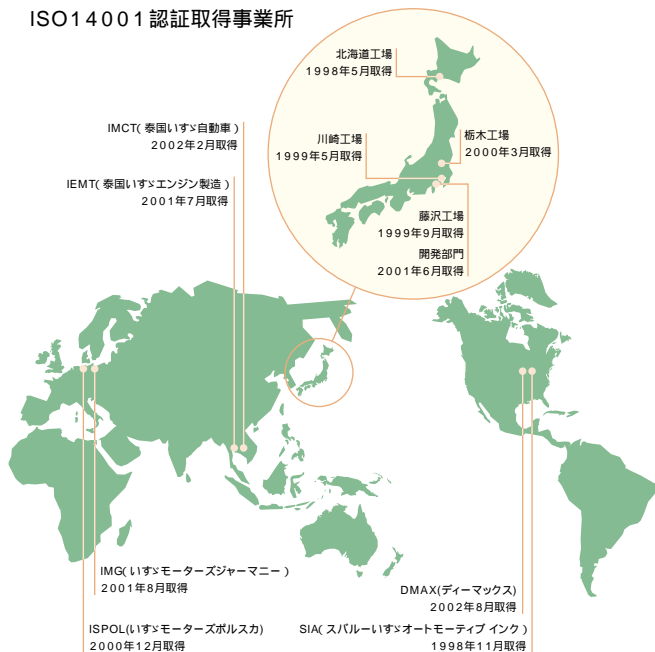 ISO14001認証取得事業所
北海道工場
1998年5月取得
IMCT(泰国いすゞ自動車)
2002年2月取得
川崎工場
1999年5月取得
栃木工場
2000年3月取得
IEMT(泰国いすゞエンジン製造)
2001年7月取得
藤沢工場
1999年9月取得
開発部門
2001年6月取得
IMG(いすゞモーターズジャーマニー)
2001年8月取得
DMAX(ディーマックス)
2002年8月取得
ISPOL(いすゞモーターズポルスカ)
2000年12月取得
SIA(スバルーいすゞオートモーティブ インク)
1998年11月取得